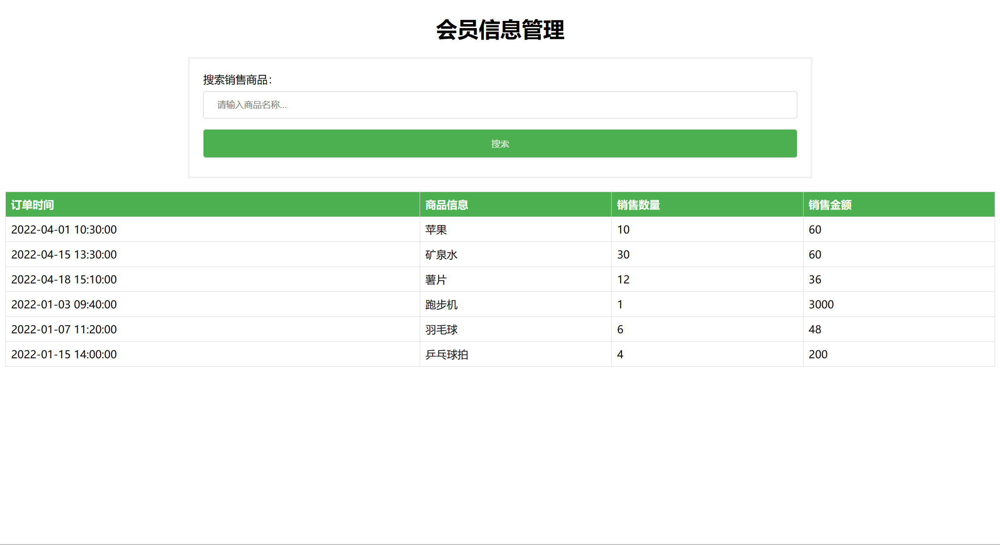 会员信息管理
搜索销售商品：
请输入商品名称...
搜索
订单时间 商品信息 销售数量 销售金额
2022-04-01 10:30:00 苹果 10 60
2022-04-15 13:30:00 矿泉水 30 60
2022-04-18 15:10:00 薯片 12 36
2022-01-03 09:40:00 跑步机 1 3000
2022-01-07 11:20:00 羽毛球 6 48
2022-01-15 14:00:00 乒乓球拍 4 200